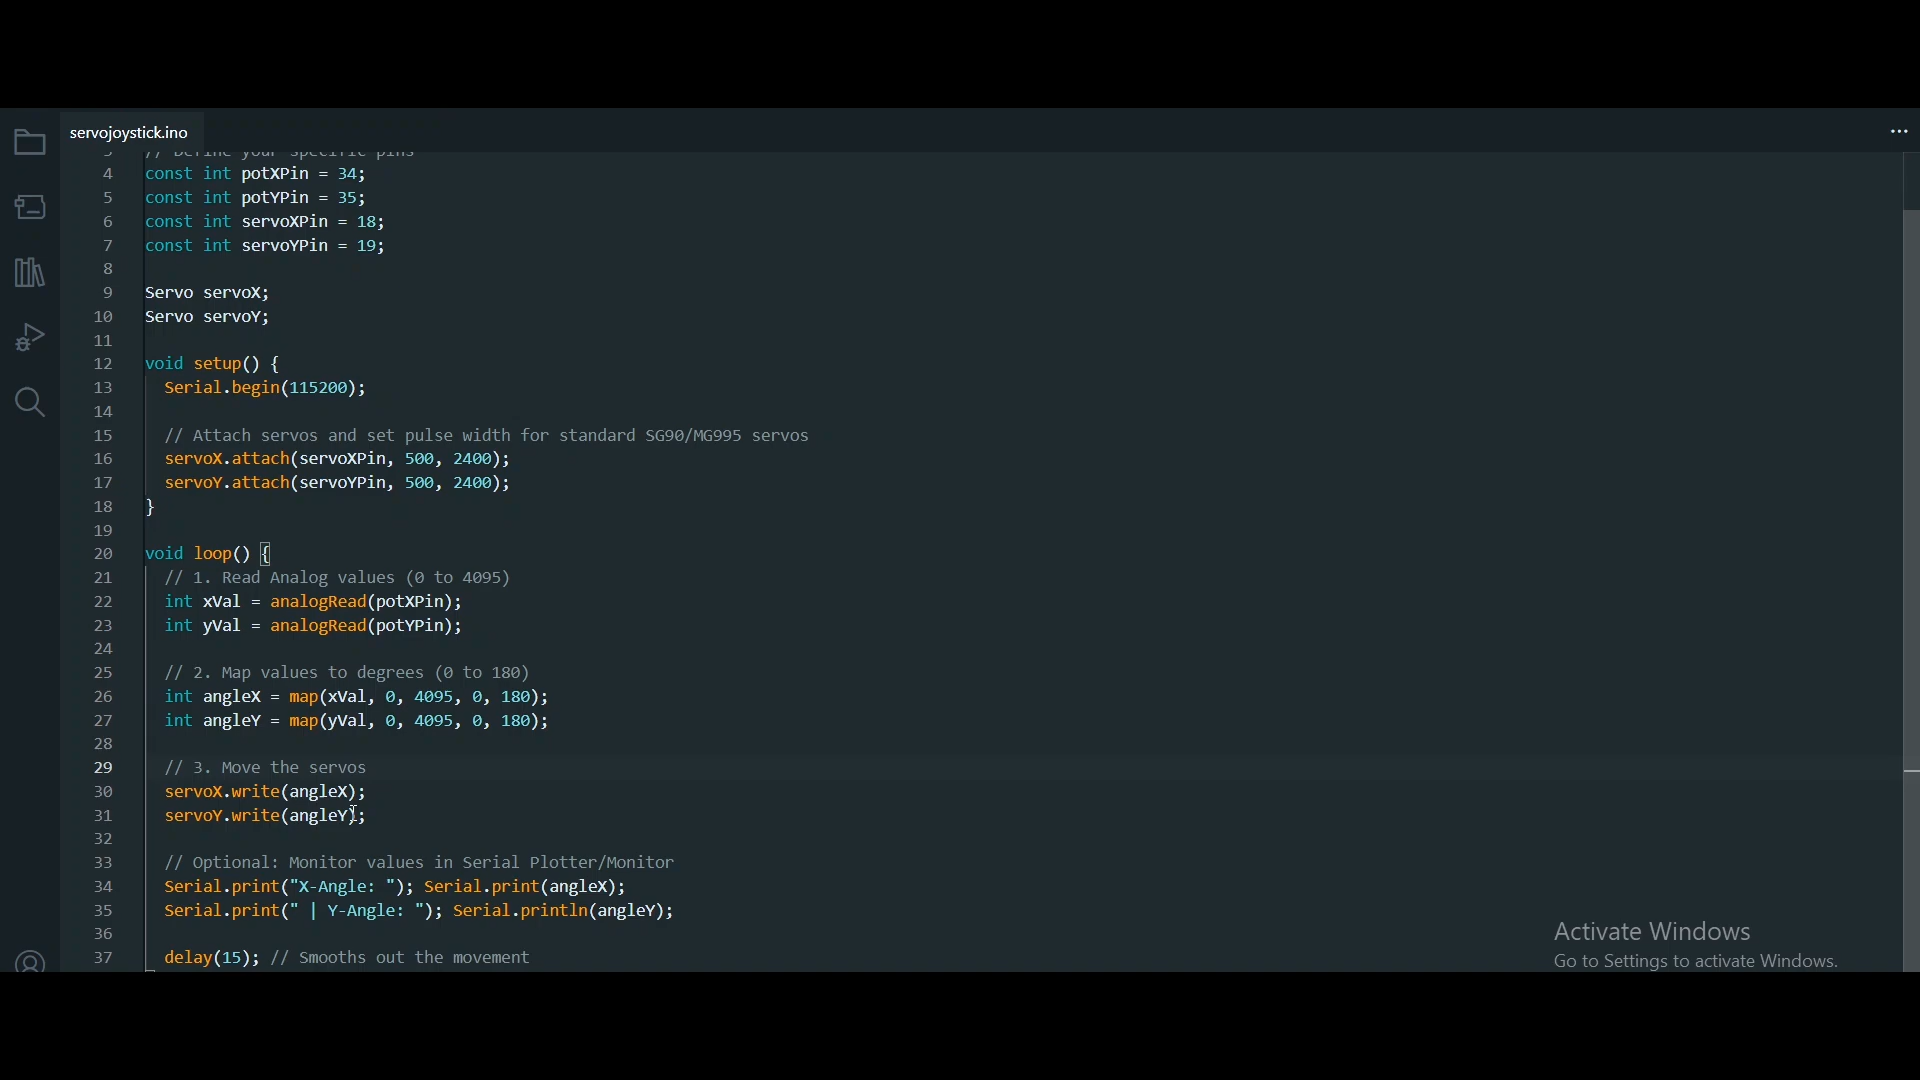 servojoystick.ino
// Define your specific pins
4 const int potXPin = 34;
5 const int potYPin = 35;
6 const int servoXPin = 18;
7 const int servoYPin = 19;
8
9 Servo servoX;
10 Servo servoY;
11
12 void setup() {
13 Serial.begin(115200);
14
15 // Attach servos and set pulse width for standard SG90/MG995 servos
16 servoX.attach(servoXPin, 500, 2400);
17 servoY.attach(servoYPin, 500, 2400);
18 }
19
20 void loop() {
21 // 1. Read Analog values (0 to 4095)
22 int xVal = analogRead(potXPin);
23 int yVal = analogRead(potYPin);
24
25 // 2. Map values to degrees (0 to 180)
26 int angleX = map(xVal, 0, 4095, 0, 180);
27 int angleY = map(yVal, 0, 4095, 0, 180);
28
29 // 3. Move the servos
30 servoX.write(angleX);
31 servoY.write(angleY);
32
33 // Optional: Monitor values in Serial Plotter/Monitor
34 Serial.print("X-Angle: "); Serial.print(angleX);
35 Serial.print(" | Y-Angle: "); Serial.println(angleY);
36
37 delay(15); // Smooths out the movement
Activate Windows
Go to Settings to activate Windows.